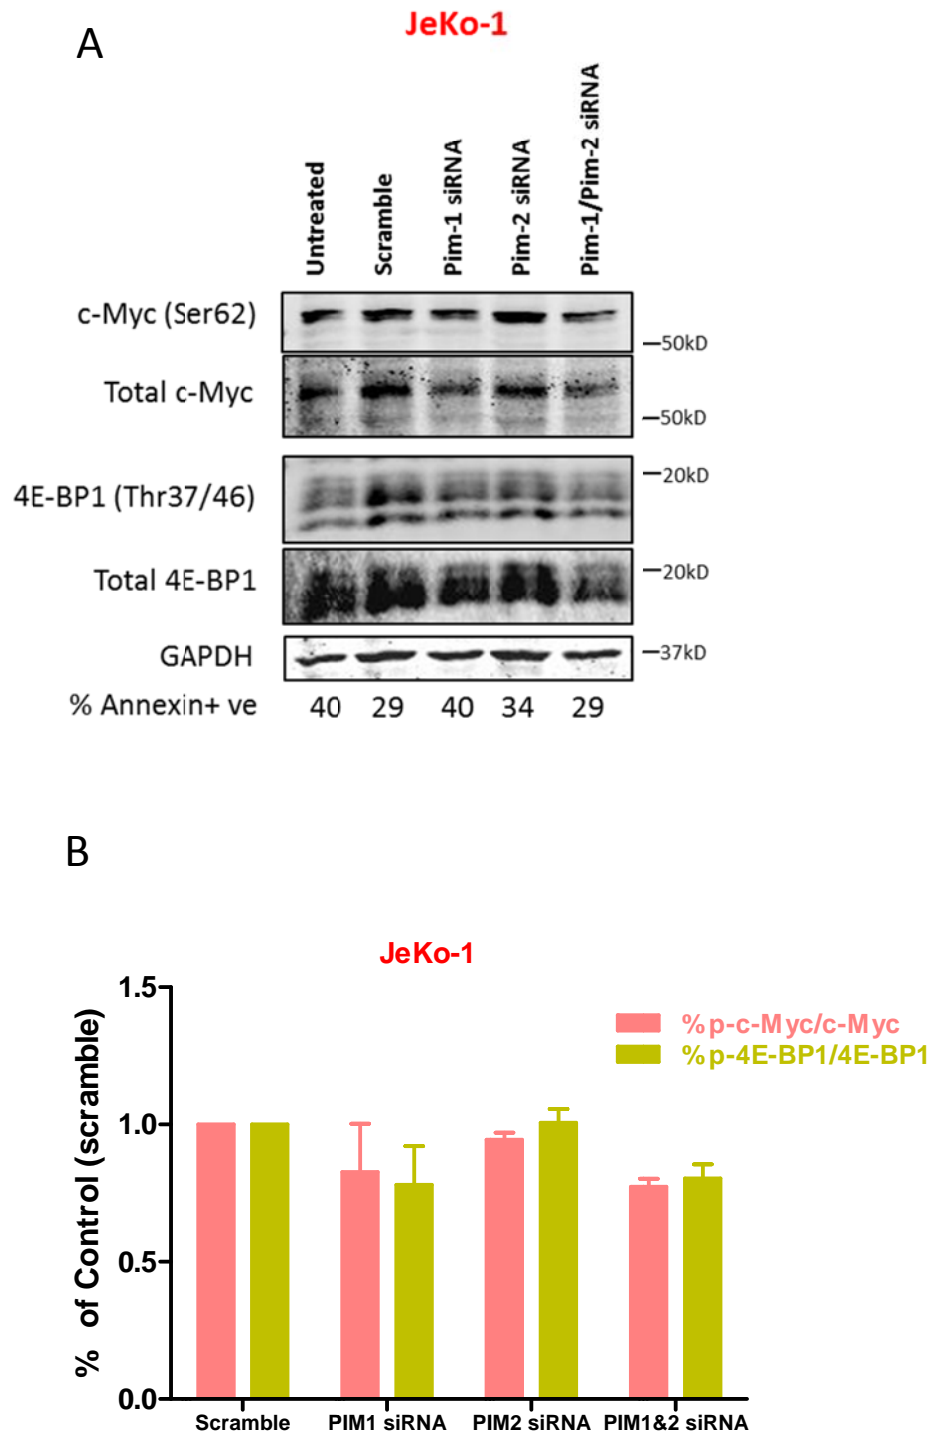 A
JeKo-1
Untreated
Scramble
Pim-1 siRNA
Pim-2 siRNA
Pim-1/Pim-2 siRNA
c-Myc (Ser62)
50kD
Total c-Myc
50kD
4E-BP1 (Thr37/46)
20kD
Total 4E-BP1
20kD
GAPDH
37kD
% Annexin+ ve 40 29 40 34 29
B
JeKo-1
% of Control (scramble)
1.5
1.0
0.5
0.0
%p-c-Myc/c-Myc
%p-4E-BP1/4E-BP1
Scramble PIM1 siRNA PIM2 siRNA PIM1&2 siRNA